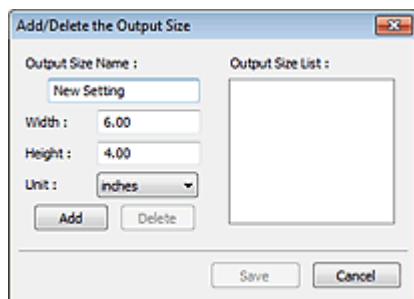 Add/Delete the Output Size
Output Size Name :
New Setting
Width :
6.00
Height :
4.00
Unit :
inches
Add
Delete
Output Size List :
Save
Cancel